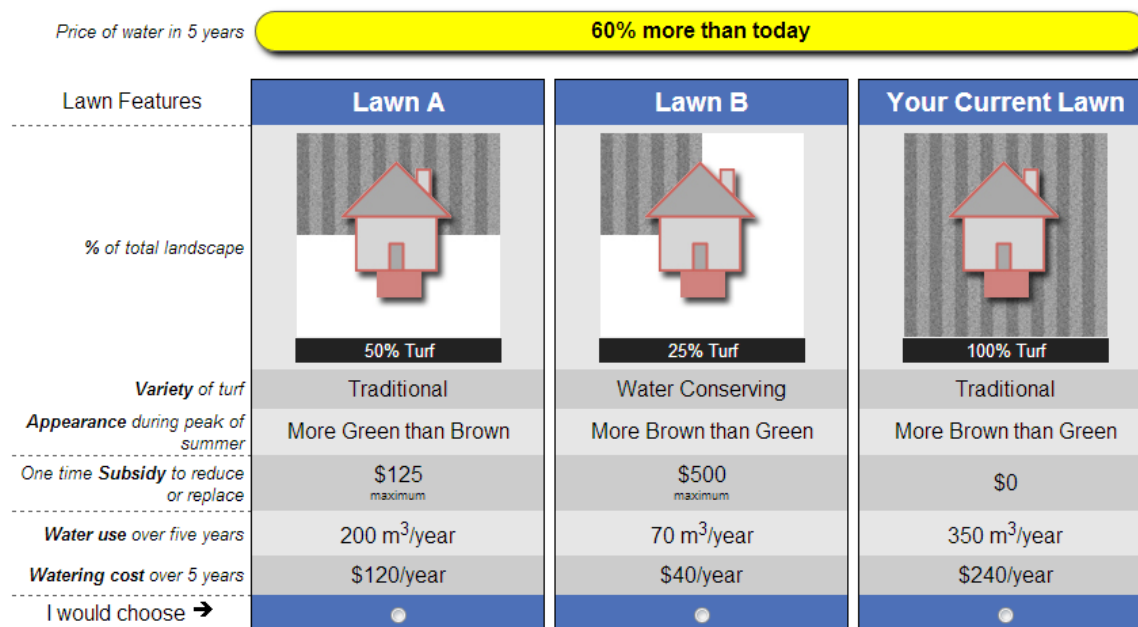 Price of water in 5 years
60% more than today
Lawn Features
Lawn A
Lawn B
Your Current Lawn
% of total landscape
50% Turf
25% Turf
100% Turf
Variety of turf
Traditional
Water Conserving
Traditional
Appearance during peak of
summer
More Green than Brown
More Brown than Green
More Brown than Green
One time Subsidy to reduce
or replace
$125
maximum
$500
maximum
$0
Water use over five years
200 m³/year
70 m³/year
350 m³/year
Watering cost over 5 years
$120/year
$40/year
$240/year
I would choose ➔